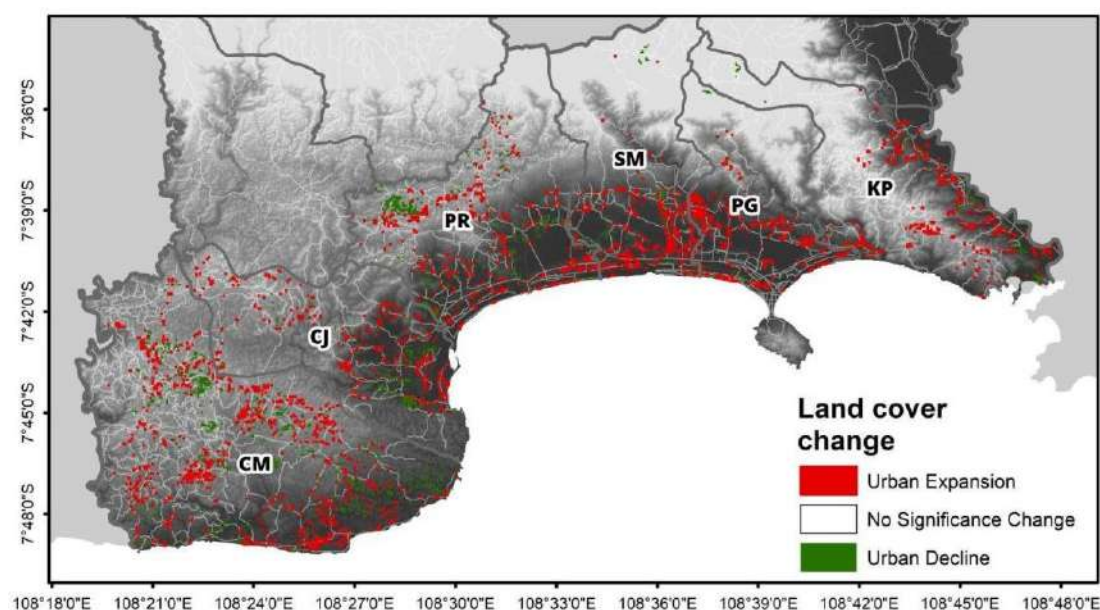 7°36'0"S
7°39'0"S
7°42'0"S
7°45'0"S
7°48'0"S
SM
KP
PG
PR
CJ
CM
Land cover
change
Urban Expansion
No Significance Change
Urban Decline
108°18'0"E 108°21'0"E 108°24'0"E 108°27'0"E 108°30'0"E 108°33'0"E 108°36'0"E 108°39'0"E 108°42'0"E 108°45'0"E 108°48'0"E